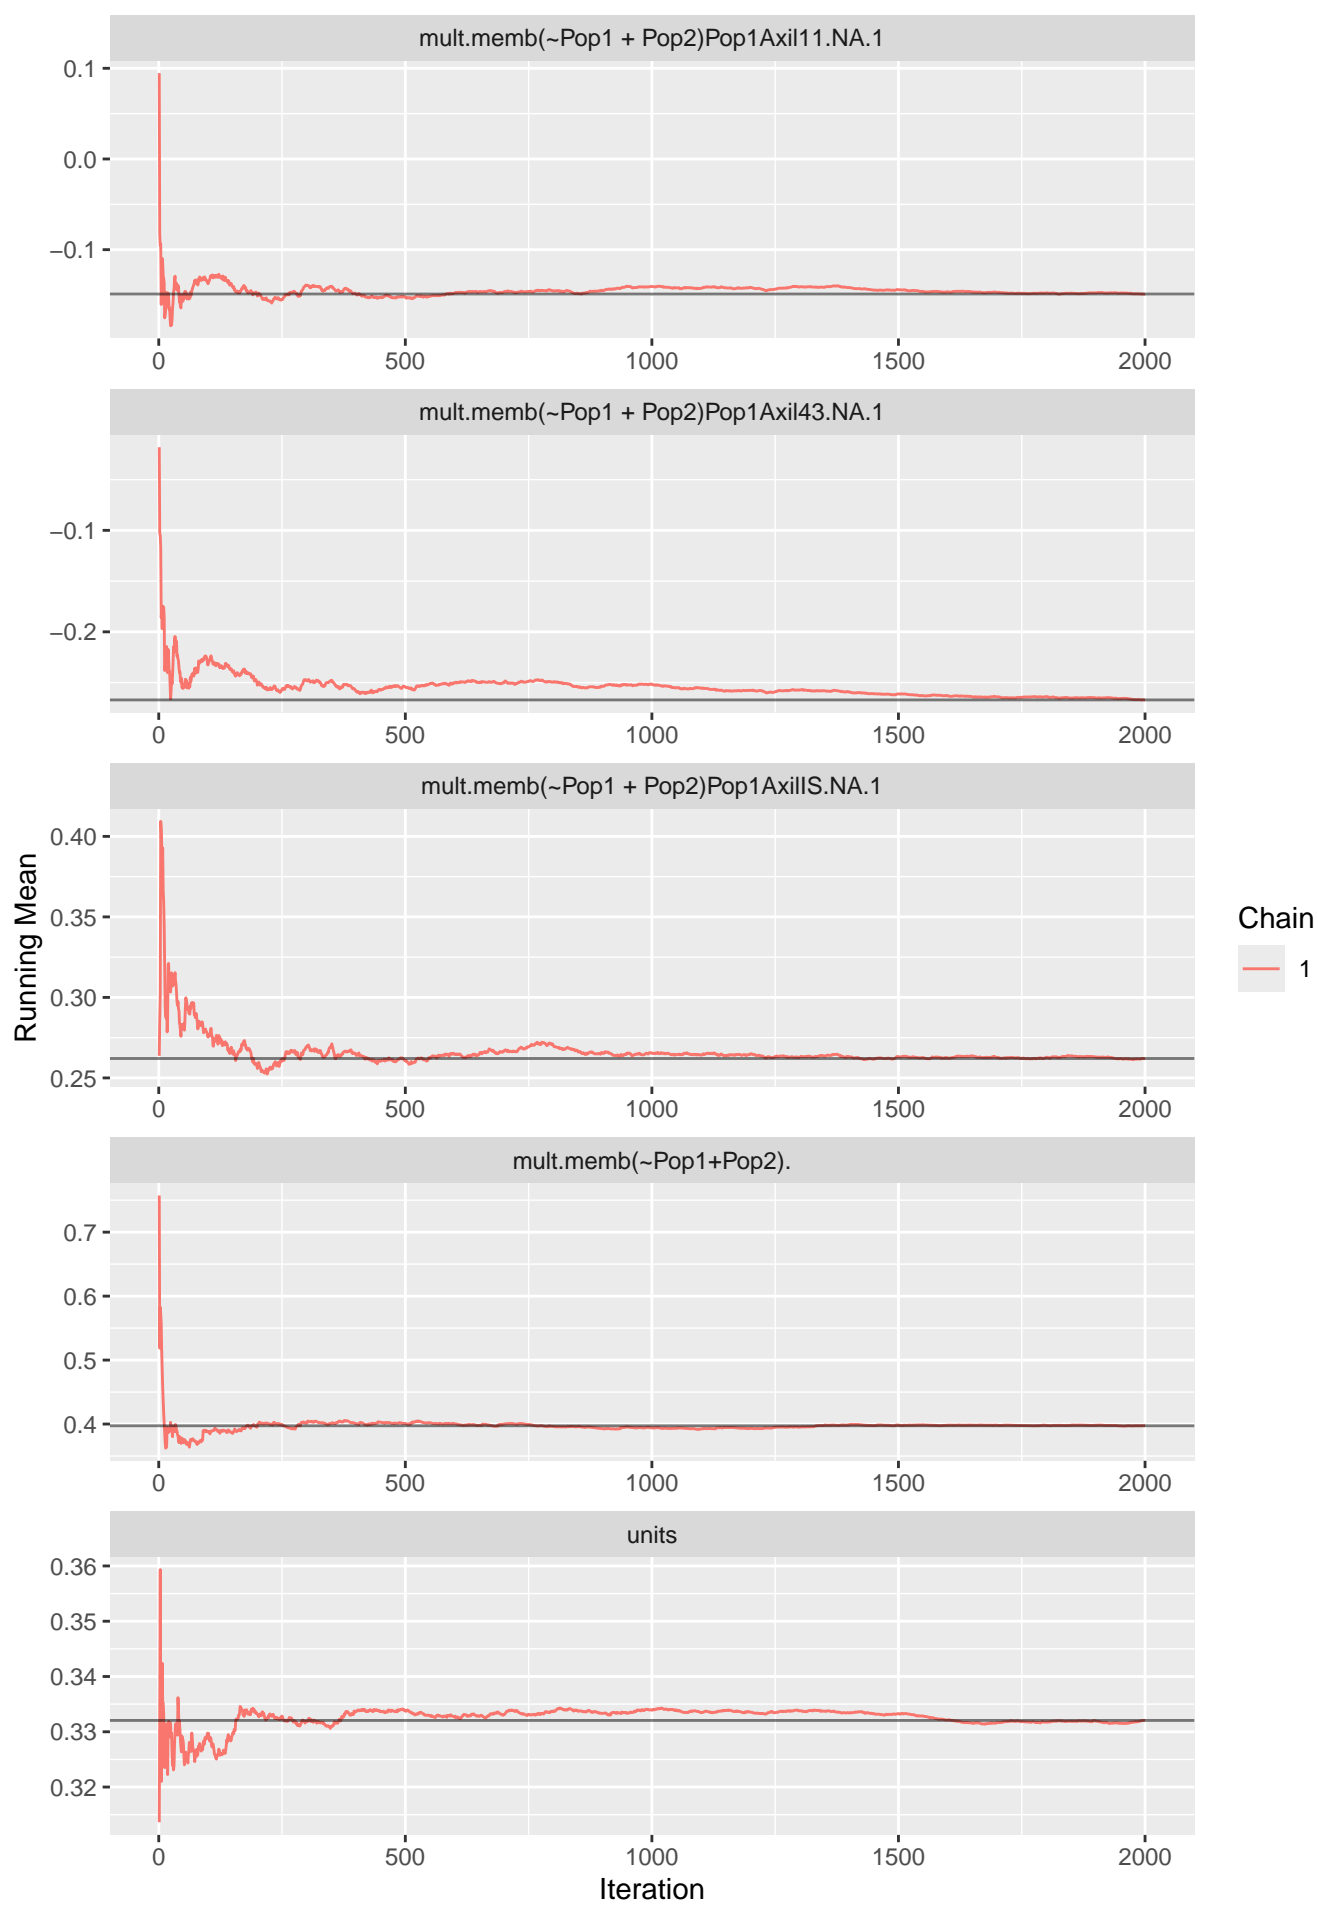 mult.memb(~Pop1 + Pop2)Pop1Axil11.NA.1
0.1
0.0
−0.1
0 500 1000 1500 2000
mult.memb(~Pop1 + Pop2)Pop1Axil43.NA.1
−0.1
−0.2
0 500 1000 1500 2000
mult.memb(~Pop1 + Pop2)Pop1AxilIS.NA.1
0.40
0.35
0.30
0.25
0 500 1000 1500 2000
Running Mean
Chain
1
mult.memb(~Pop1+Pop2).
0.7
0.6
0.5
0.4
0 500 1000 1500 2000
units
0.36
0.35
0.34
0.33
0.32
0 500 1000 1500 2000
Iteration